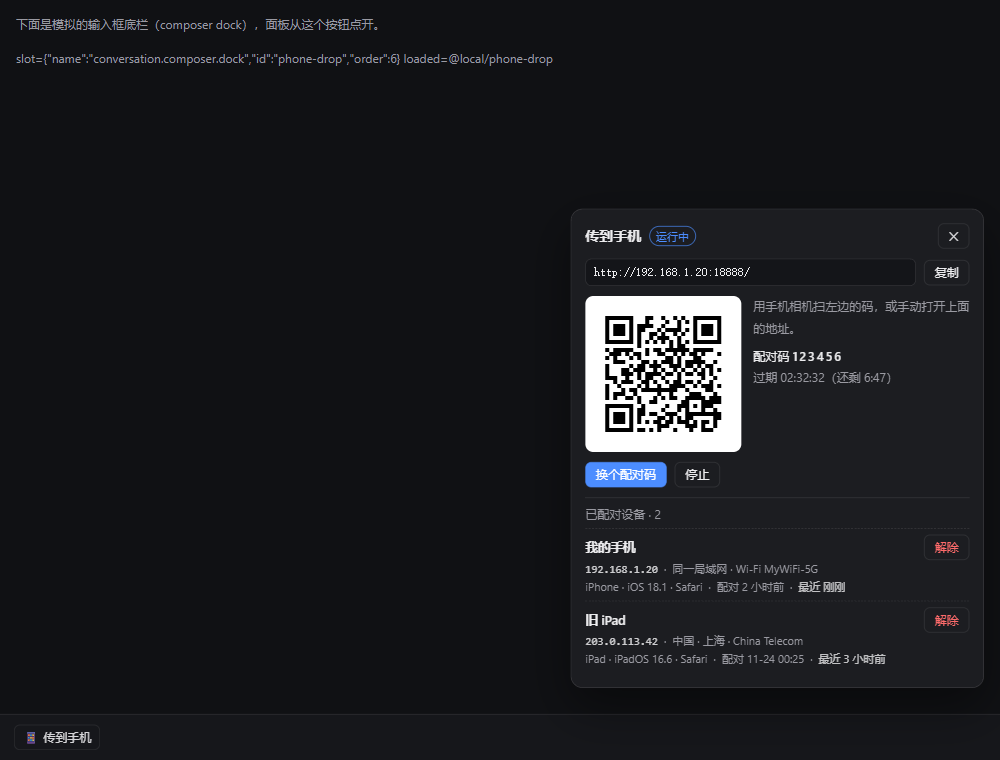 下面是模拟的输入框底栏（composer dock），面板从这个按钮点开。
slot={"name":"conversation.composer.dock","id":"phone-drop","order":6} loaded=@local/phone-drop
传到手机 运行中 ✕
http://192.168.1.20:18888/ 复制
用手机相机扫左边的码，或手动打开上面
的地址。
配对码 123456
过期 02:32:32（还剩 6:47）
换个配对码 停止
已配对设备 · 2
我的手机 解除
192.168.1.20 · 同一局域网 · Wi-Fi MyWiFi-5G
iPhone · iOS 18.1 · Safari · 配对 2 小时前 · 最近 刚刚
旧 iPad 解除
203.0.113.42 · 中国 · 上海 · China Telecom
iPad · iPadOS 16.6 · Safari · 配对 11-24 00:25 · 最近 3 小时前
传到手机